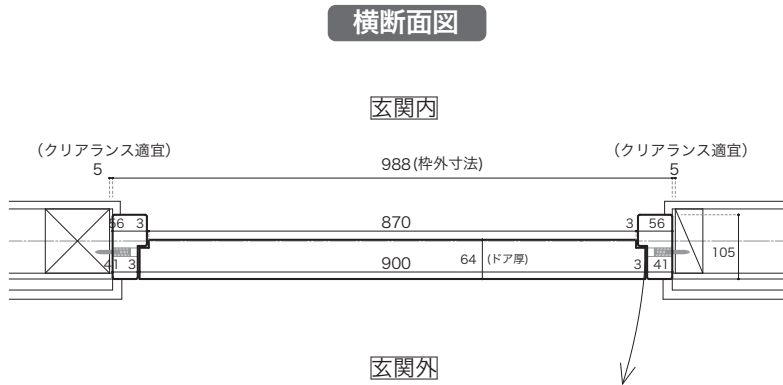 横断面図
玄関内
(クリアランス適宜) (クリアランス適宜)
5 988(枠外寸法) 5
56 3 870 3 56
41 3 900 64 (ドア厚) 3 41 105
玄関外